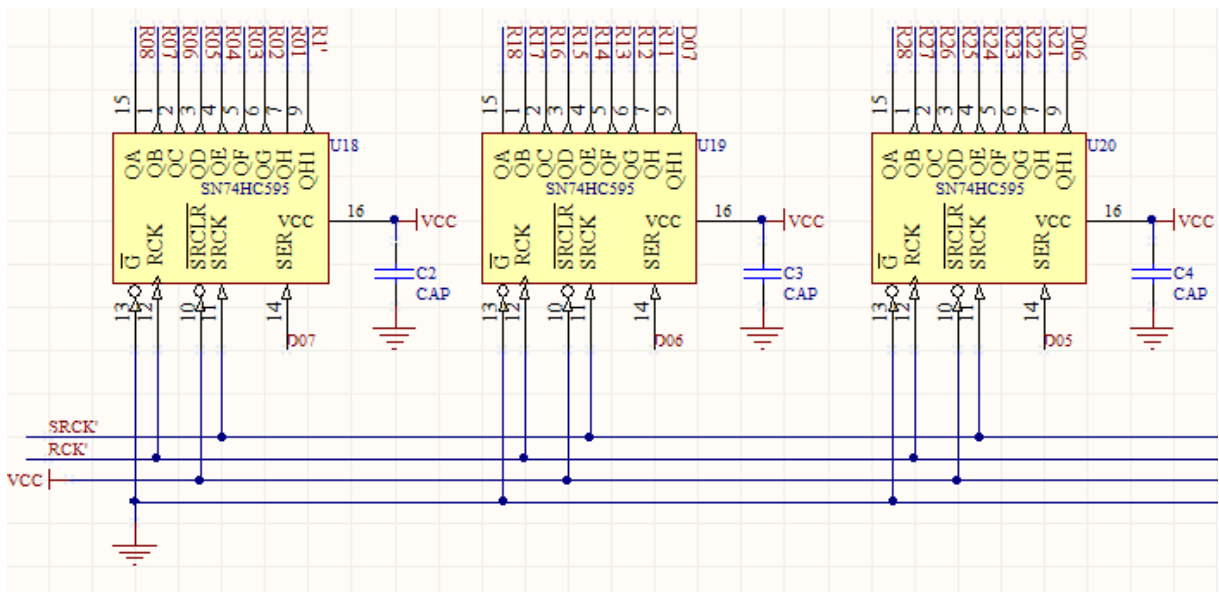 R08 R07 R06 R05 R04 R03 R02 R01 R1'
R18 R17 R16 R15 R14 R13 R12 R11 D07
R28 R27 R26 R25 R24 R23 R22 R21 D06
15 1 2 3 4 5 6 7 9
15 1 2 3 4 5 6 7 9
15 1 2 3 4 5 6 7 9
U18
U19
U20
QA QB QC QD QE QF QG QH QH1
QA QB QC QD QE QF QG QH QH1
QA QB QC QD QE QF QG QH QH1
SN74HC595
SN74HC595
SN74HC595
VCC 16 VCC
VCC 16 VCC
VCC 16 VCC
G RCK SRCLR SRCK SER
G RCK SRCLR SRCK SER
G RCK SRCLR SRCK SER
C2
CAP
C3
CAP
C4
CAP
13 12 10 11 14
13 12 10 11 14
13 12 10 11 14
D07
D06
D05
SRCK'
RCK'
VCC